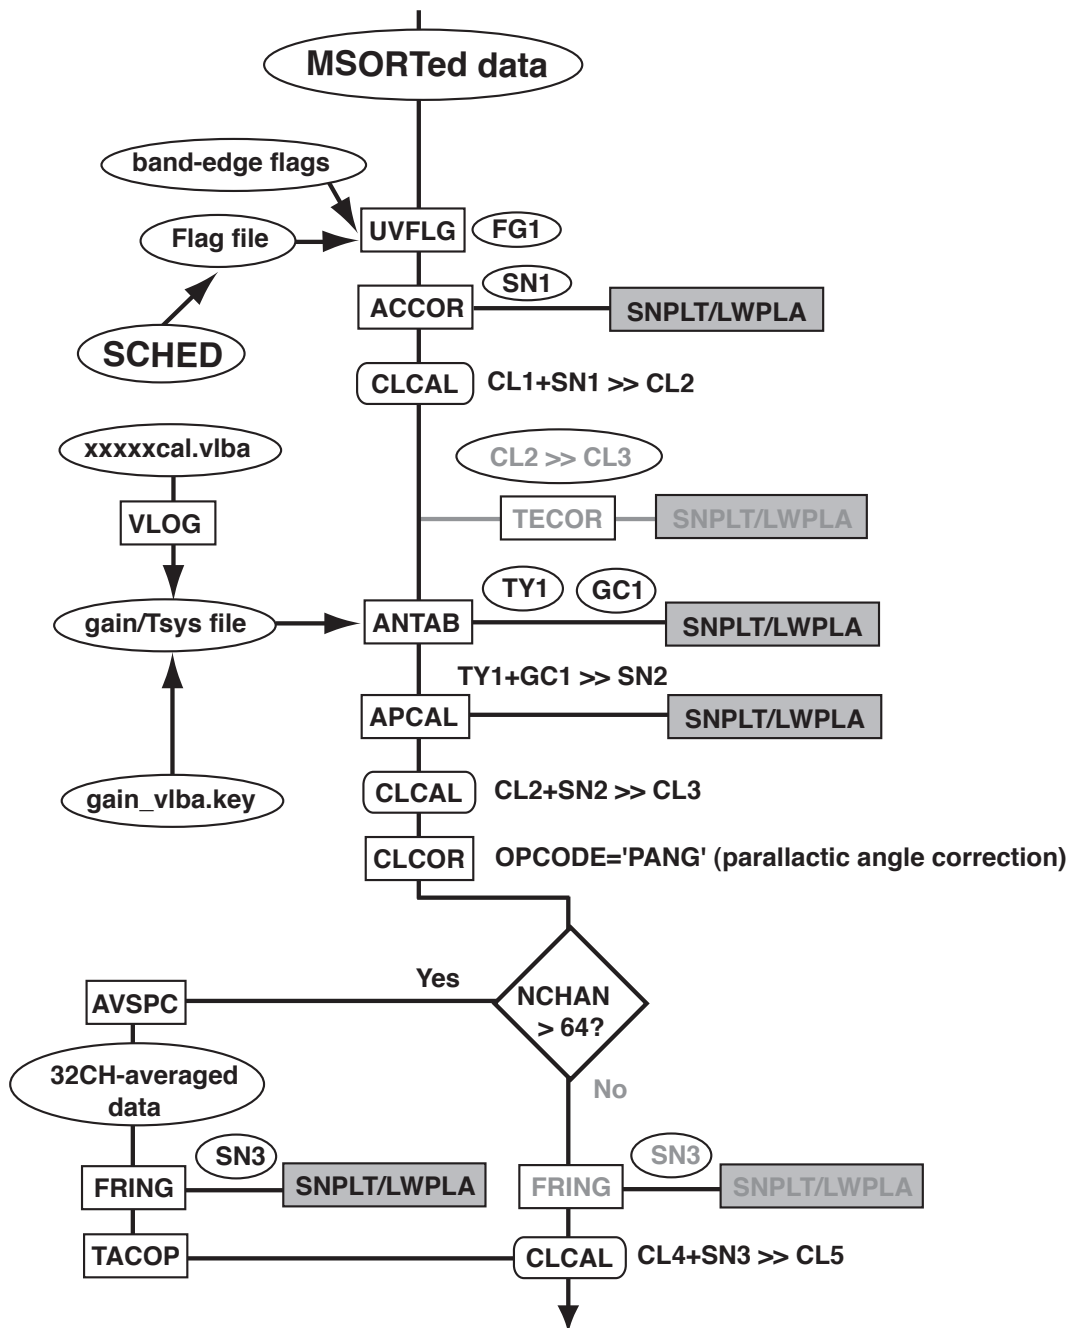 MSORTed data
band-edge flags
UVFLG
FG1
Flag file
SN1
ACCOR
SNPLT/LWPLA
SCHED
CLCAL
CL1+SN1 >> CL2
xxxxxcal.vlba
CL2 >> CL3
VLOG
TECOR
SNPLT/LWPLA
TY1
GC1
gain/Tsys file
ANTAB
SNPLT/LWPLA
TY1+GC1 >> SN2
APCAL
SNPLT/LWPLA
gain_vlba.key
CLCAL
CL2+SN2 >> CL3
CLCOR
OPCODE='PANG' (parallactic angle correction)
Yes
NCHAN
> 64?
AVSPC
32CH-averaged
data
No
SN3
SN3
FRING
SNPLT/LWPLA
FRING
SNPLT/LWPLA
TACOP
CLCAL
CL4+SN3 >> CL5